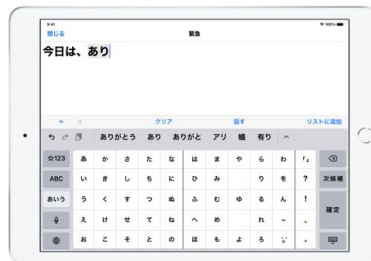 9:41 100%
閉じる 緊急
今日は、あり
クリア 話す リストに追加
ありがとう あり ありがと アリ 蟻 有り
☆123 あ か さ た な は ま や ら わ 「」
ABC い き し ち に ひ み り を ? 次候補
あいう う く す つ ぬ ふ む ゆ る ん !
え け せ て ね へ め れ ー 、 確定
お こ そ と の ほ も よ ろ 。